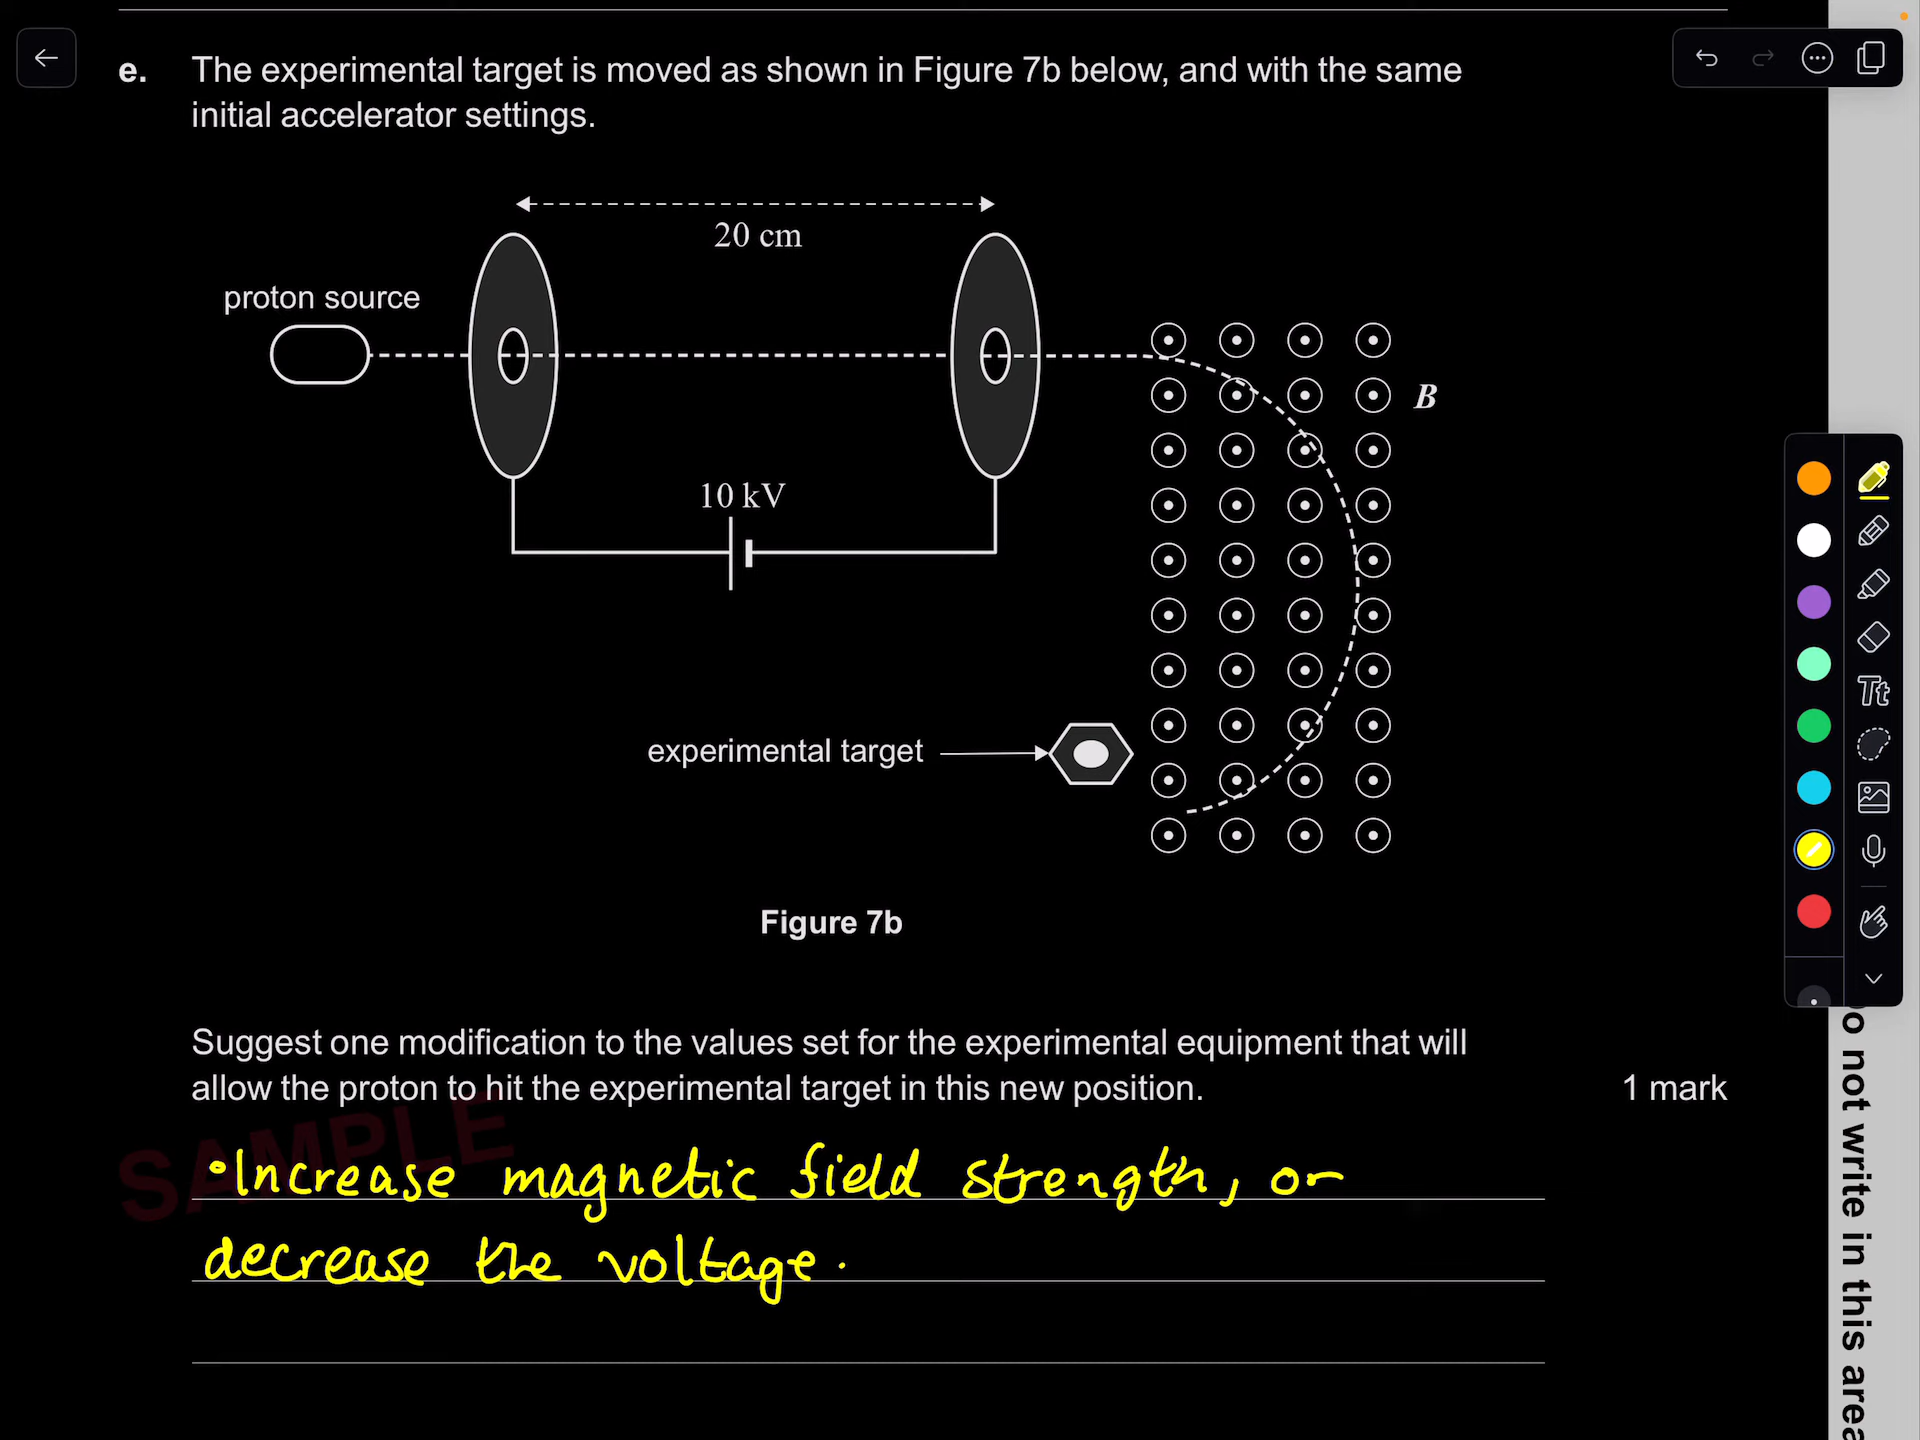 e. The experimental target is moved as shown in Figure 7b below, and with the same
initial accelerator settings.
20 cm
proton source
B
10 kV
Tt
experimental target
Figure 7b
Suggest one modification to the values set for the experimental equipment that will
allow the proton to hit the experimental target in this new position.
1 mark
SAMPLE
•Increase magnetic field strength, or
decrease the voltage.
o not write in this area